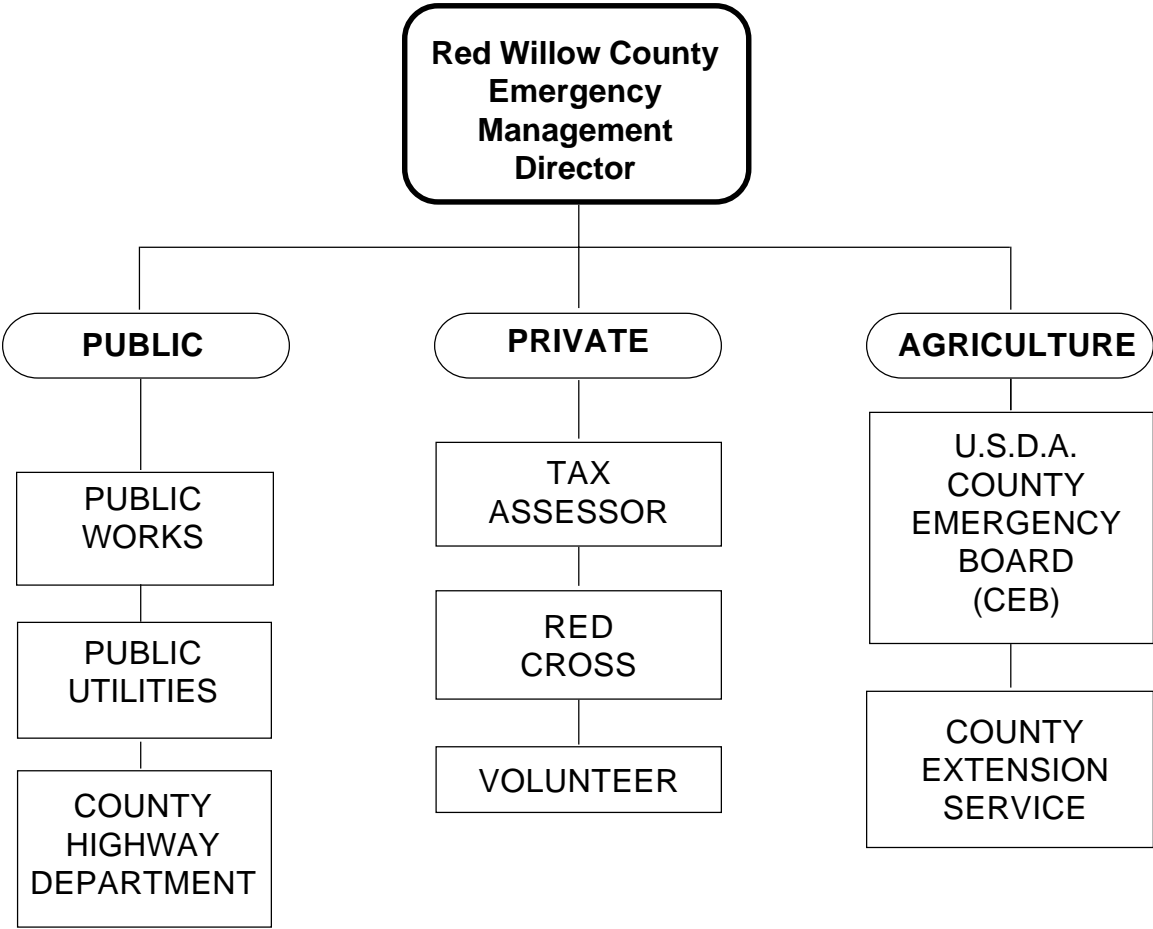 Red Willow County
Emergency
Management
Director
PUBLIC
PRIVATE
AGRICULTURE
PUBLIC
WORKS
PUBLIC
UTILITIES
COUNTY
HIGHWAY
DEPARTMENT
TAX
ASSESSOR
RED
CROSS
VOLUNTEER
U.S.D.A.
COUNTY
EMERGENCY
BOARD
(CEB)
COUNTY
EXTENSION
SERVICE